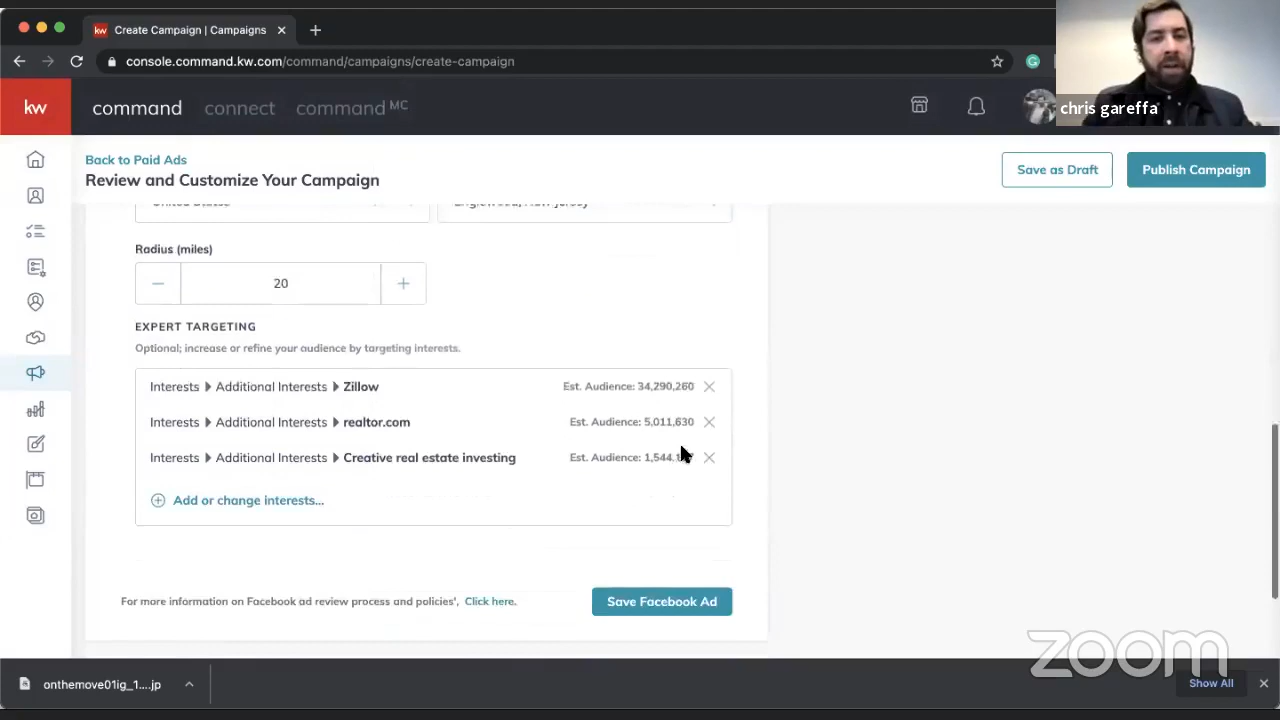 Create Campaign | Campaigns
console.command.kw.com/command/campaigns/create-campaign
kw command connect command MC
chris gareffa
Back to Paid Ads
Review and Customize Your Campaign
Save as Draft
Publish Campaign
United States
Englewood, New Jersey
Radius (miles)
20
EXPERT TARGETING
Optional; increase or refine your audience by targeting interests.
Interests Additional Interests Zillow Est. Audience: 34,290,260
Interests Additional Interests realtor.com Est. Audience: 5,011,630
Interests Additional Interests Creative real estate investing Est. Audience:
Add or change interests...
For more information on Facebook ad review process and policies', Click here.
Save Facebook Ad
zoom
onthemove01ig_1....jp
Show All